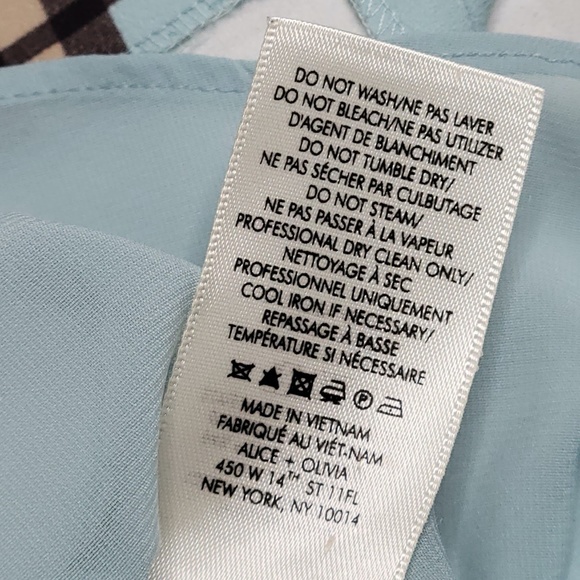 DO NOT WASH/NE PAS LAVER
DO NOT BLEACH/NE PAS UTILIZER
D'AGENT DE BLANCHIMENT
DO NOT TUMBLE DRY/
NE PAS SÉCHER PAR CULBUTAGE
DO NOT STEAM/
NE PAS PASSER À LA VAPEUR
PROFESSIONAL DRY CLEAN ONLY/
NETTOYAGE À SEC
PROFESSIONNEL UNIQUEMENT
COOL IRON IF NECESSARY/
REPASSAGE À BASSE
TEMPÉRATURE SI NÉCESSAIRE
P
MADE IN VIETNAM
FABRIQUÉ AU VIÊT-NAM
ALICE + OLIVIA
450 W 14TH ST 11FL
NEW YORK, NY 10014